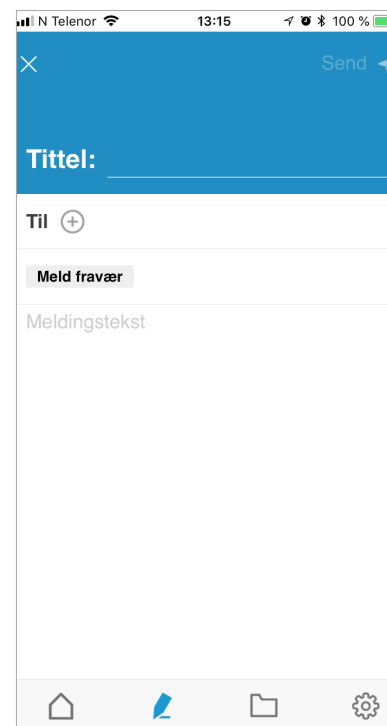 N Telenor 13:15 100 %
Send
Tittel:
Til
Meld fravær
Meldingstekst